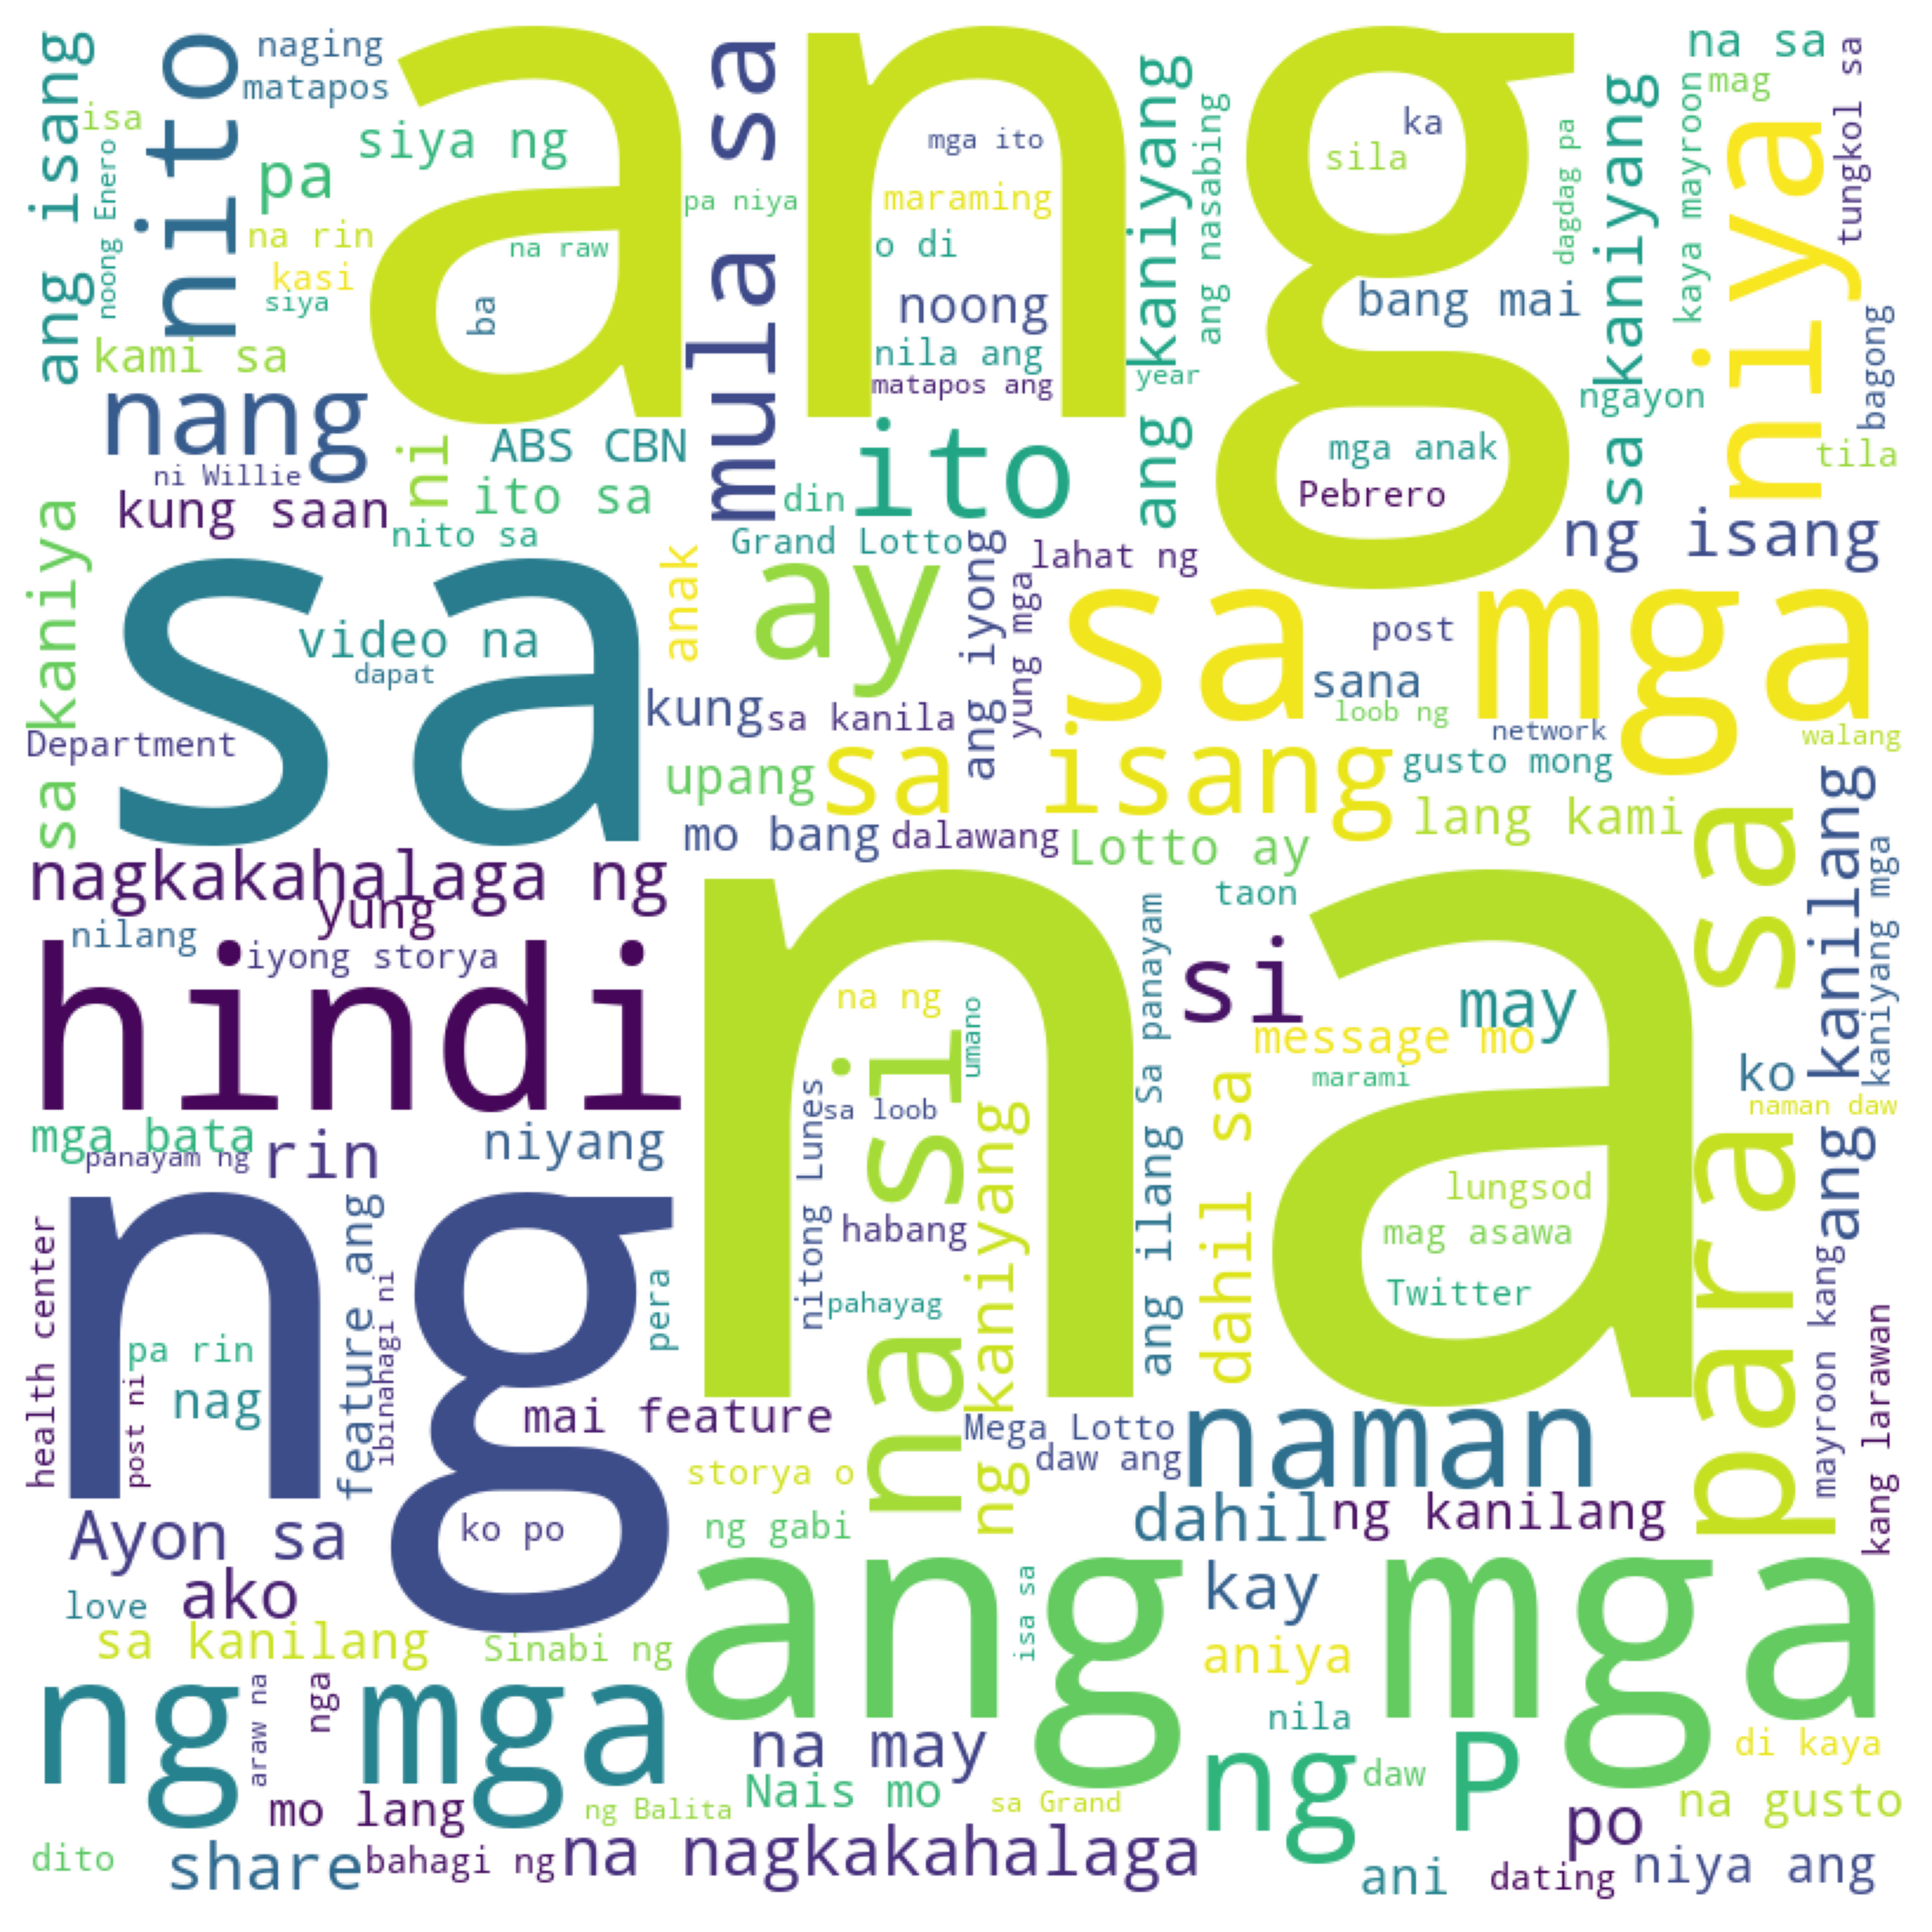 ang
na
sa
ng
ang mga
sa mga
hindi
ng mga
niya
nito
mula sa
para sa
na si
ito
ay
sa isang
naman
nang
ng P
si
ang isang
naging
matapos
isa
noong Enero
siya ng
pa
na rin
kasi
siya
na raw
ba
kami sa
pa niya
mga ito
maraming
o di
noong
nila ang
matapos ang
ang kaniyang
year
ang nasabing
ka
sila
dagdag pa
bang mai
sa kaniyang
na sa
mag
kaya mayroon
tungkol sa
bagong
ngayon
tila
mga anak
Pebrero
ng isang
ni Willie
kung saan
ni
ABS CBN
ito sa
nito sa
din
Grand Lotto
anak
lahat ng
ang iyong
yung mga
sa kaniya
video na
dapat
Department
kung
sa kanila
upang
mo bang
dalawang
post
sana
loob ng
network
gusto mong
walang
Lotto ay
lang kami
taon
nagkakahalaga ng
yung
nilang
iyong storya
ang kanilang
kaniyang mga
na ng
umano
sa loob
nitong Lunes
habang
pahayag
ng kaniyang
Sa panayam
ang ilang
dahil sa
may
message mo
marami
ko
naman daw
mga bata
panayam ng
rin
niyang
lungsod
mag asawa
Twitter
mayroon kang
kang larawan
health center
pa rin
post ni
nag
feature ang
ibinahagi ni
pera
mai feature
Mega Lotto
daw ang
storya o
ng gabi
dahil
ng kanilang
Ayon sa
ko po
love
ako
sa kanilang
Sinabi ng
isa sa
kay
aniya
nila
araw na
nga
na may
mo lang
ng Balita
Nais mo
sa Grand
daw
di kaya
na gusto
po
dito
share
bahagi ng
na nagkakahalaga
ani
dating
niya ang